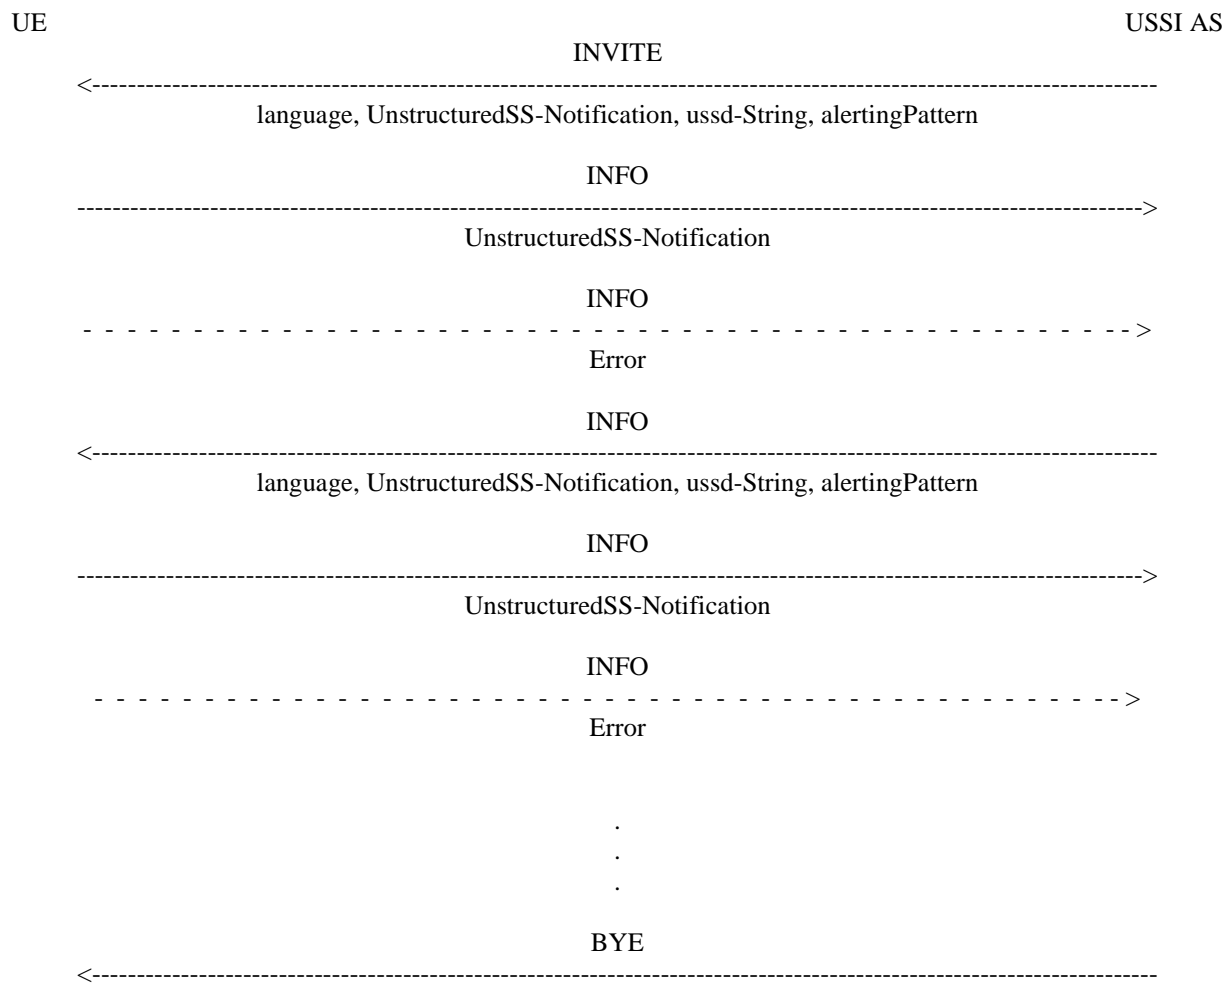 UE USSI AS
INVITE
<----------------------------------------------------------------------------------------------------------------------
language, UnstructuredSS-Notification, ussd-String, alertingPattern
INFO
---------------------------------------------------------------------------------------------------------------------->
UnstructuredSS-Notification
INFO
- - - - - - - - - - - - - - - - - - - - - - - - - - - - - - - - - - - - - - - - - - - - - - - - >
Error
INFO
<----------------------------------------------------------------------------------------------------------------------
language, UnstructuredSS-Notification, ussd-String, alertingPattern
INFO
---------------------------------------------------------------------------------------------------------------------->
UnstructuredSS-Notification
INFO
- - - - - - - - - - - - - - - - - - - - - - - - - - - - - - - - - - - - - - - - - - - - - - - >
Error
.
.
.
BYE
<----------------------------------------------------------------------------------------------------------------------